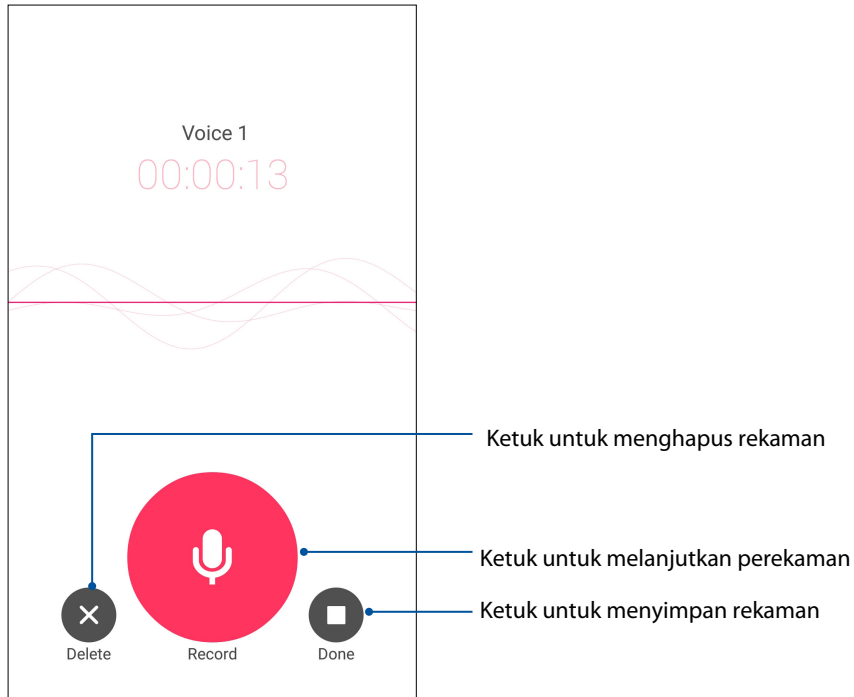 Voice 1
00:00:13
Ketuk untuk menghapus rekaman
Ketuk untuk melanjutkan perekaman
Ketuk untuk menyimpan rekaman
Delete
Record
Done